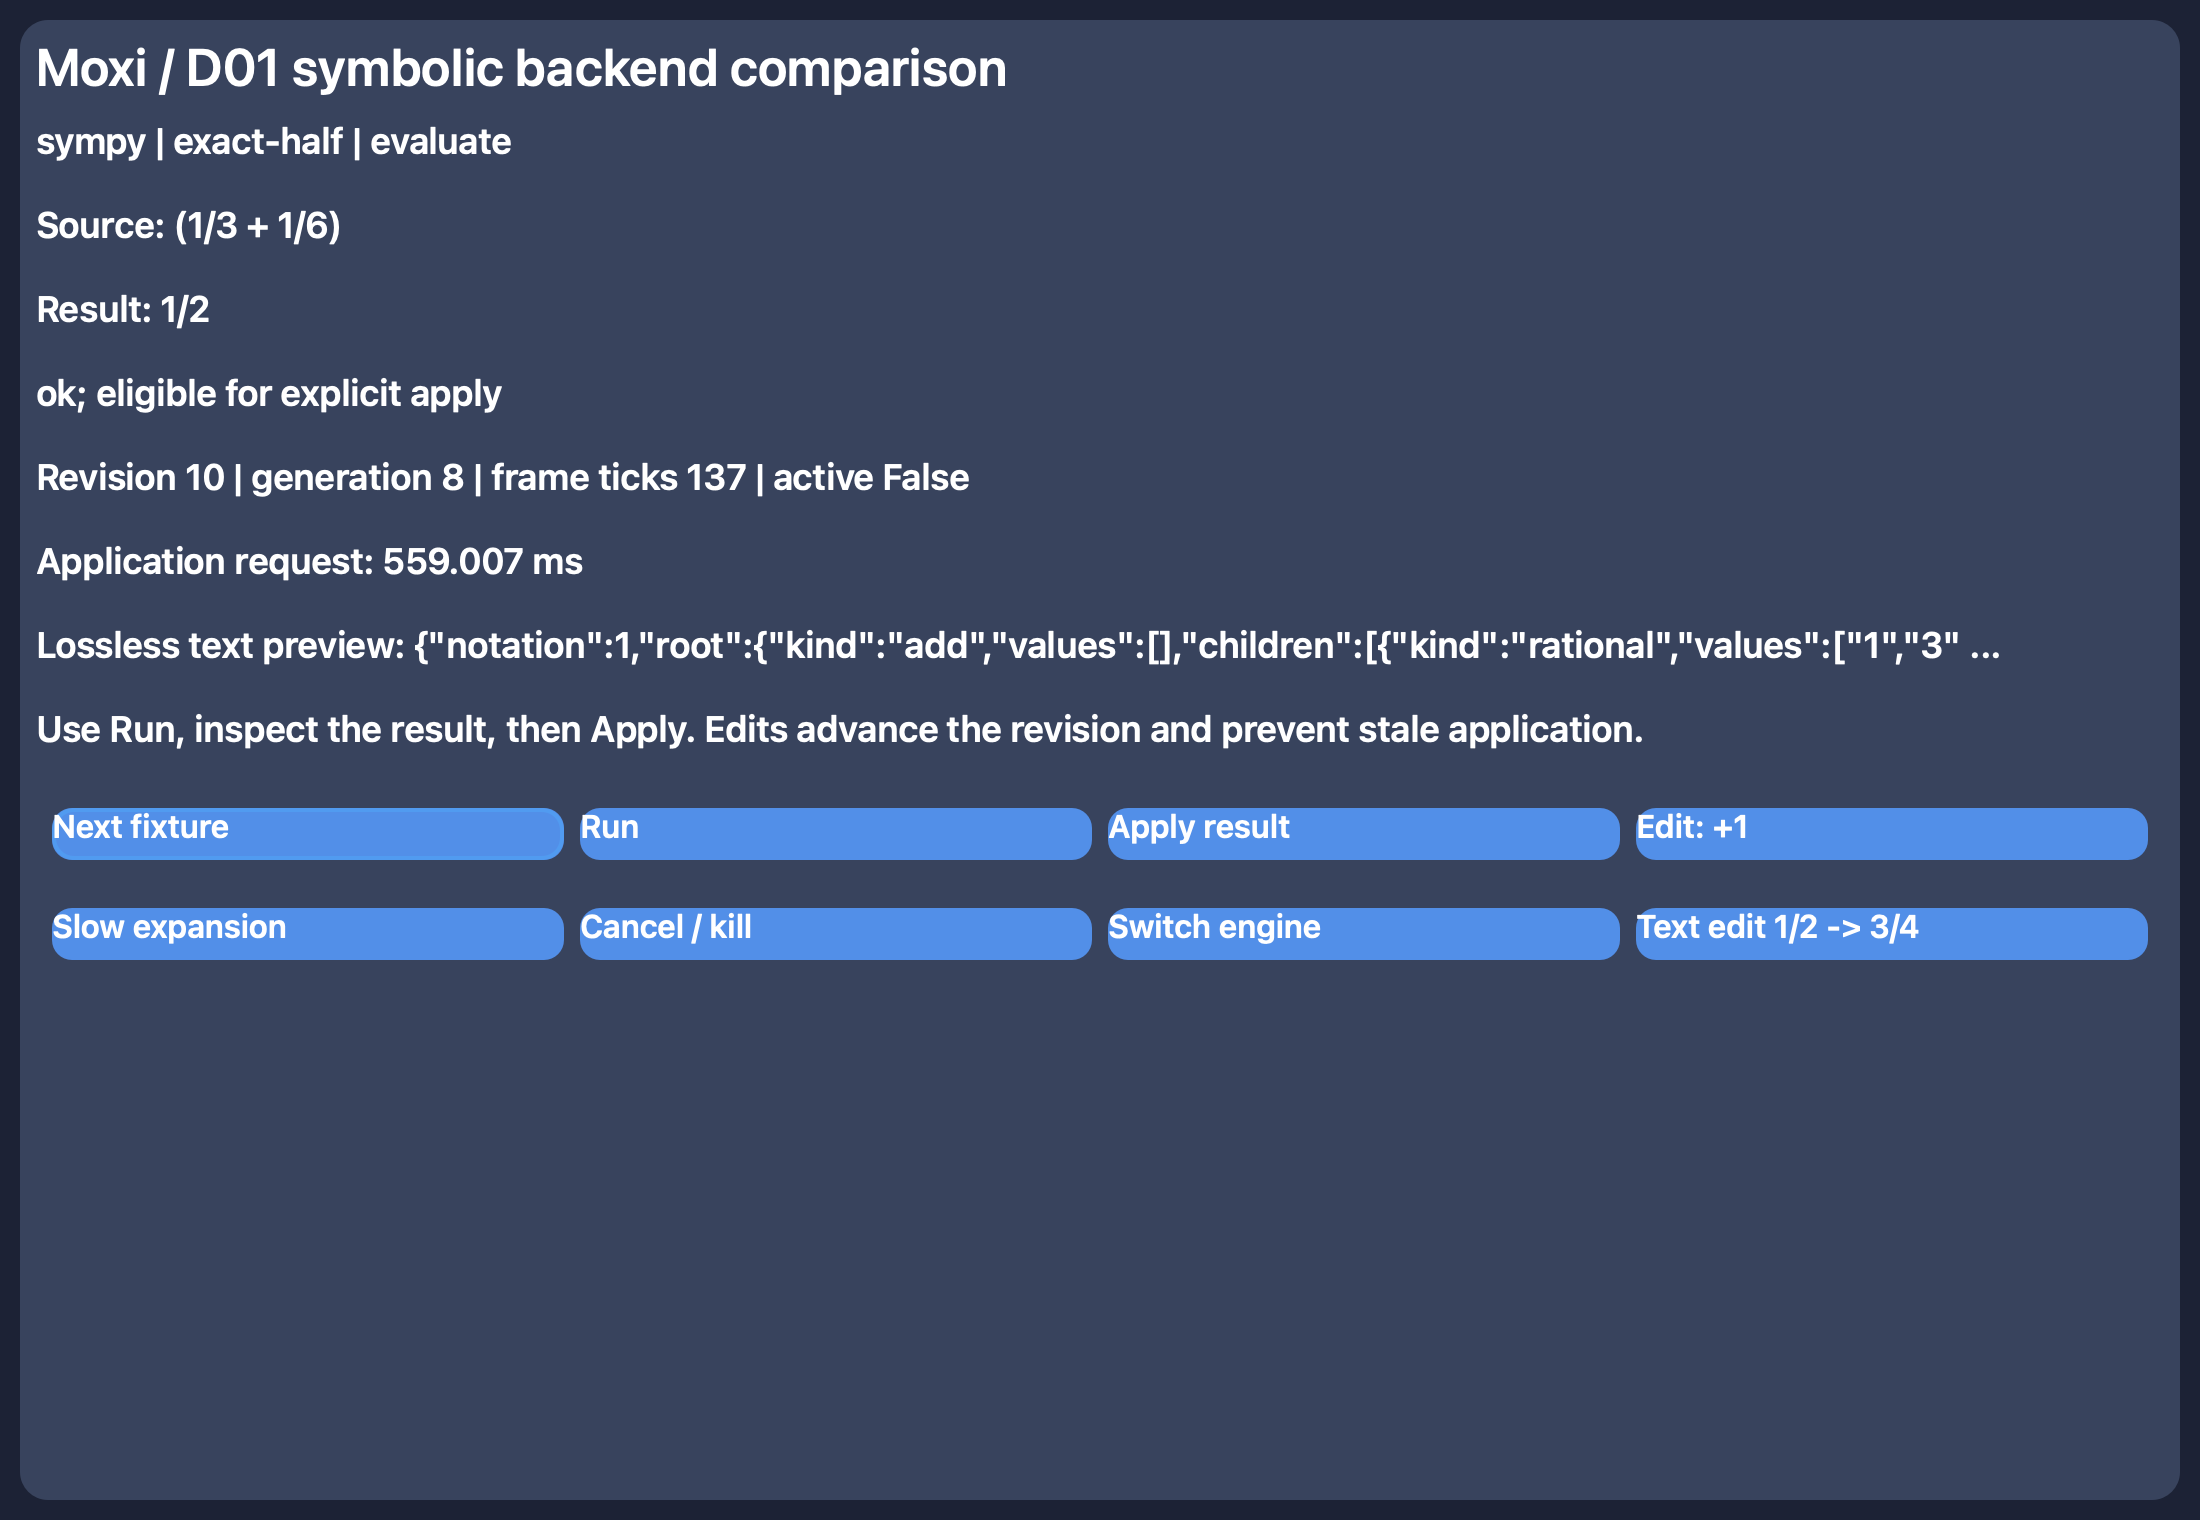 Moxi / D01 symbolic backend comparison
sympy | exact-half | evaluate
Source: (1/3 + 1/6)
Result: 1/2
ok; eligible for explicit apply
Revision 10 | generation 8 | frame ticks 137 | active False
Application request: 559.007 ms
Lossless text preview: {"notation":1,"root":{"kind":"add","values":[],"children":[{"kind":"rational","values":["1","3" ...
Use Run, inspect the result, then Apply. Edits advance the revision and prevent stale application.
Next fixture
Run
Apply result
Edit: +1
Slow expansion
Cancel / kill
Switch engine
Text edit 1/2 -> 3/4